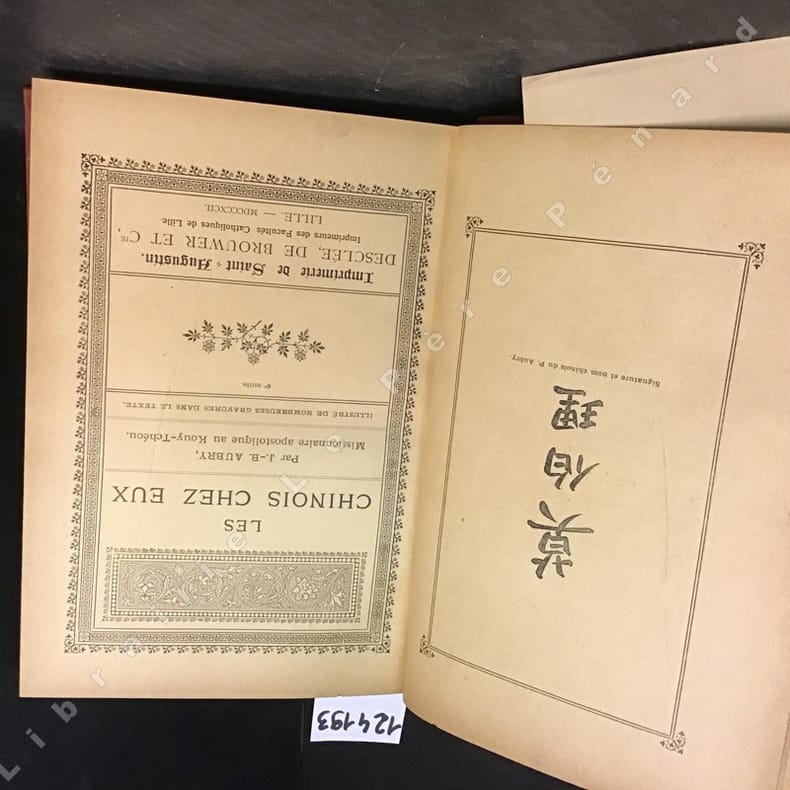 莫
伯
理
Signature et nom chinois du P. Aubry.
LES
CHINOIS CHEZ EUX
Par J.-B. AUBRY,
Missionnaire apostolique au Kouy-Tchéou.
ILLUSTRÉ DE NOMBREUSES GRAVURES DANS LE TEXTE.
6e mille.
Imprimerie de Saint-Augustin.
DESCLÉE, DE BROUWER ET Cie,
Imprimeurs des Facultés Catholiques de Lille.
LILLE. — MDCCCXCII.
124193
Librairie Le Père Pénard